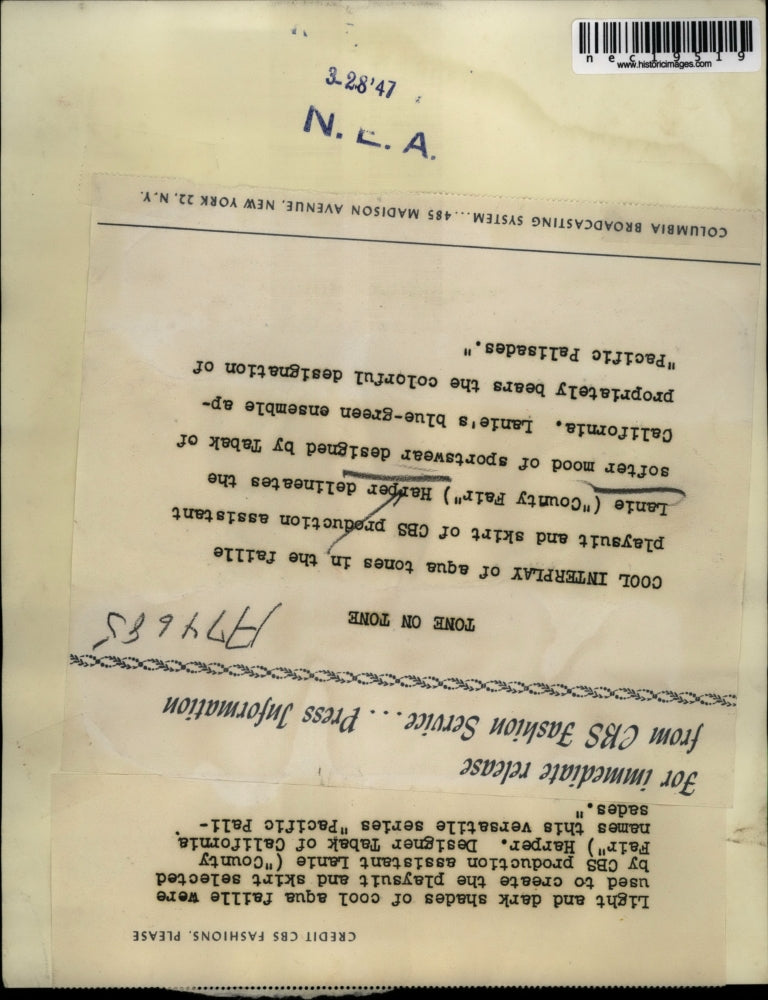 nec19519
www.historicimages.com
3-28'47
N.E.A.
CREDIT CBS FASHIONS, PLEASE
Light and dark shades of cool aqua faille were
used to create the playsuit and skirt selected
by CBS production assistant Lanie ("County
Fair") Harper. Designer Tabak of California
names this versatile series "Pacific Pali-
sades."
For immediate release
from CBS Fashion Service... Press Information
A74685
TONE ON TONE
COOL INTERPLAY of aqua tones in the faille
playsuit and skirt of CBS production assistant
Lanie ("County Fair") Harper delineates the
softer mood of sportswear designed by Tabak of
California. Lanie's blue-green ensemble ap-
propriately bears the colorful designation of
"Pacific Palisades."
COLUMBIA BROADCASTING SYSTEM....485 MADISON AVENUE, NEW YORK 22, N.Y.